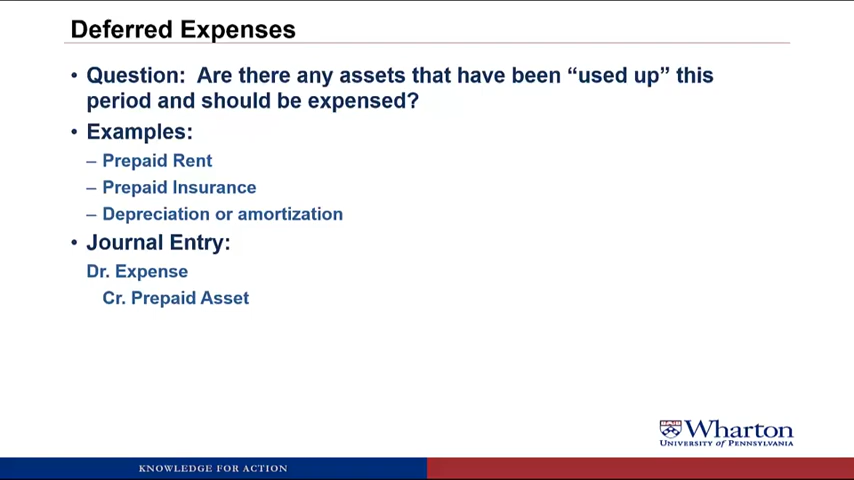 Deferred Expenses
• Question: Are there any assets that have been “used up” this
period and should be expensed?
• Examples:
– Prepaid Rent
– Prepaid Insurance
– Depreciation or amortization
• Journal Entry:
Dr. Expense
Cr. Prepaid Asset
Wharton
UNIVERSITY of PENNSYLVANIA
KNOWLEDGE FOR ACTION